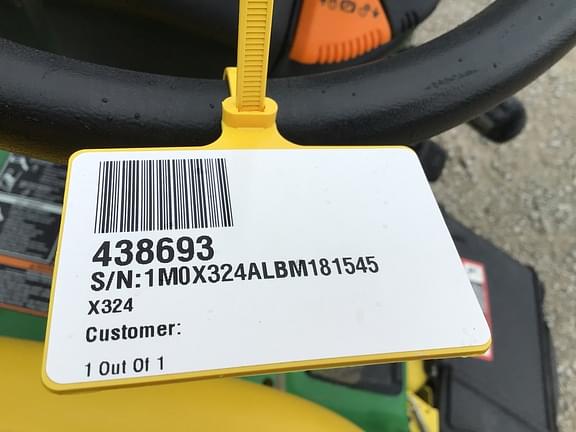 438693
S/N:1M0X324ALBM181545
X324
Customer:
1 Out Of 1